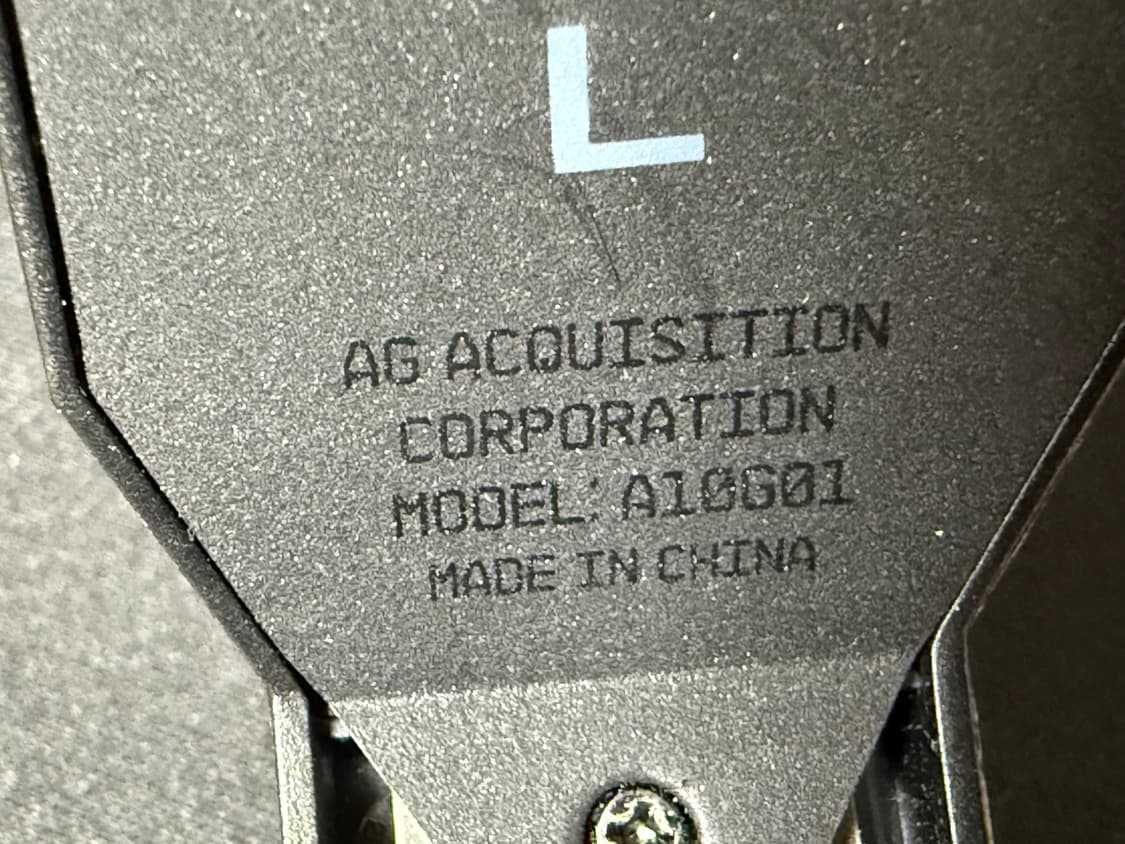 L
AG ACQUISITION
CORPORATION
MODEL: A10G01
MADE IN CHINA